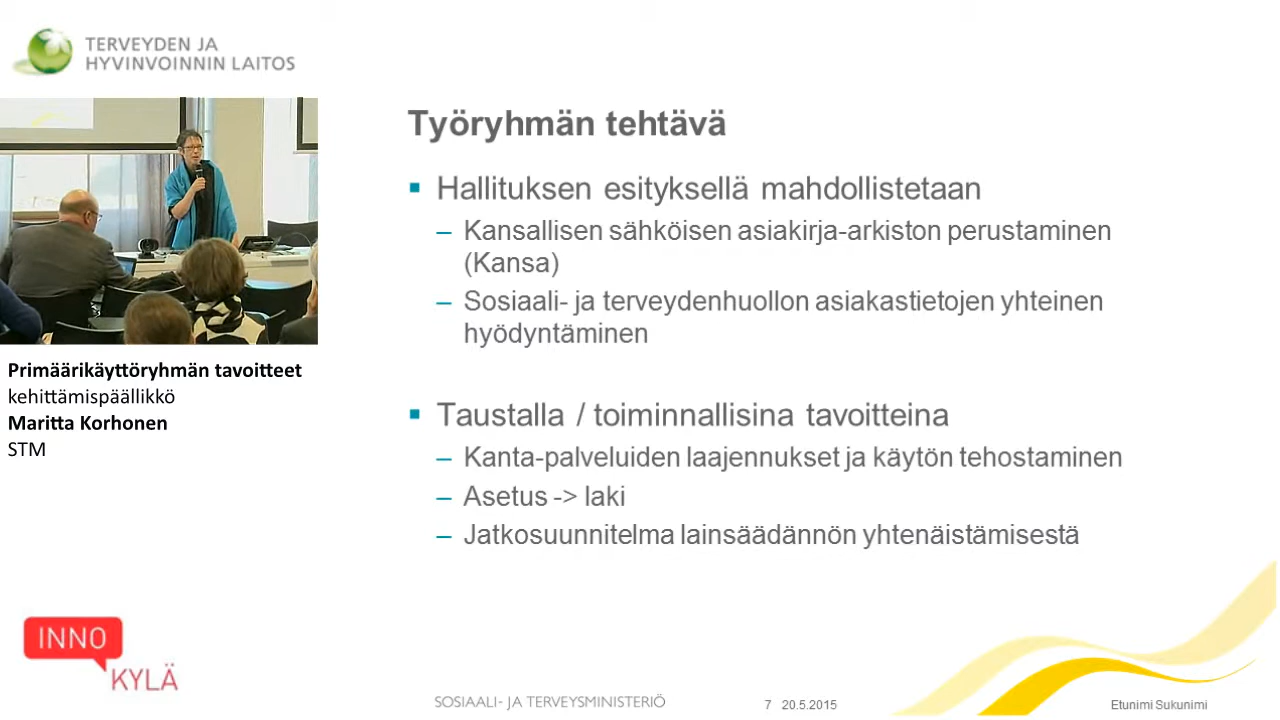 TERVEYDEN JA
HYVINVOINNIN LAITOS
Primäärikäyttöryhmän tavoitteet
kehittämispäällikkö
Maritta Korhonen
STM
INNO
KYLÄ
Työryhmän tehtävä
Hallituksen esityksellä mahdollistetaan
– Kansallisen sähköisen asiakirja-arkiston perustaminen
(Kansa)
– Sosiaali- ja terveydenhuollon asiakastietojen yhteinen
hyödyntäminen
Taustalla / toiminnallisina tavoitteina
– Kanta-palveluiden laajennukset ja käytön tehostaminen
– Asetus -> laki
– Jatkosuunnitelma lainsäädännön yhtenäistämisestä
SOSIAALI- JA TERVEYSMINISTERIÖ 7 20.5.2015 Etunimi Sukunimi